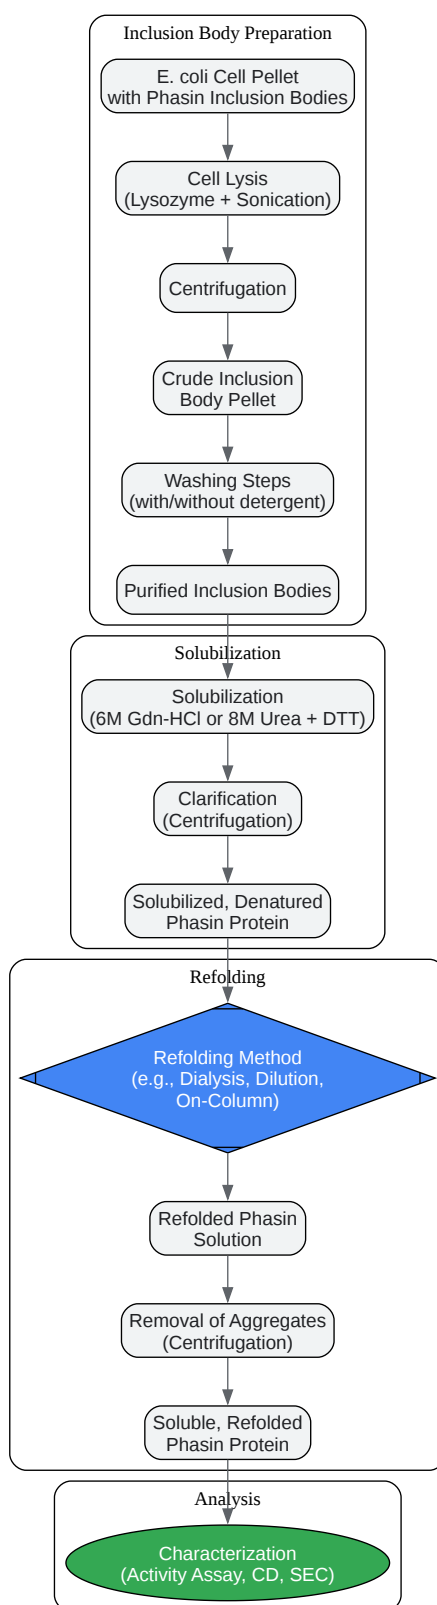 Inclusion Body Preparation
E. coli Cell Pellet
with Phasin Inclusion Bodies
Cell Lysis
(Lysozyme + Sonication)
Centrifugation
Crude Inclusion
Body Pellet
Washing Steps
(with/without detergent)
Purified Inclusion Bodies
Solubilization
Solubilization
(6M Gdn-HCl or 8M Urea + DTT)
Clarification
(Centrifugation)
Solubilized, Denatured
Phasin Protein
Refolding
Refolding Method
(e.g., Dialysis, Dilution,
On-Column)
Refolded Phasin
Solution
Removal of Aggregates
(Centrifugation)
Soluble, Refolded
Phasin Protein
Analysis
Characterization
(Activity Assay, CD, SEC)